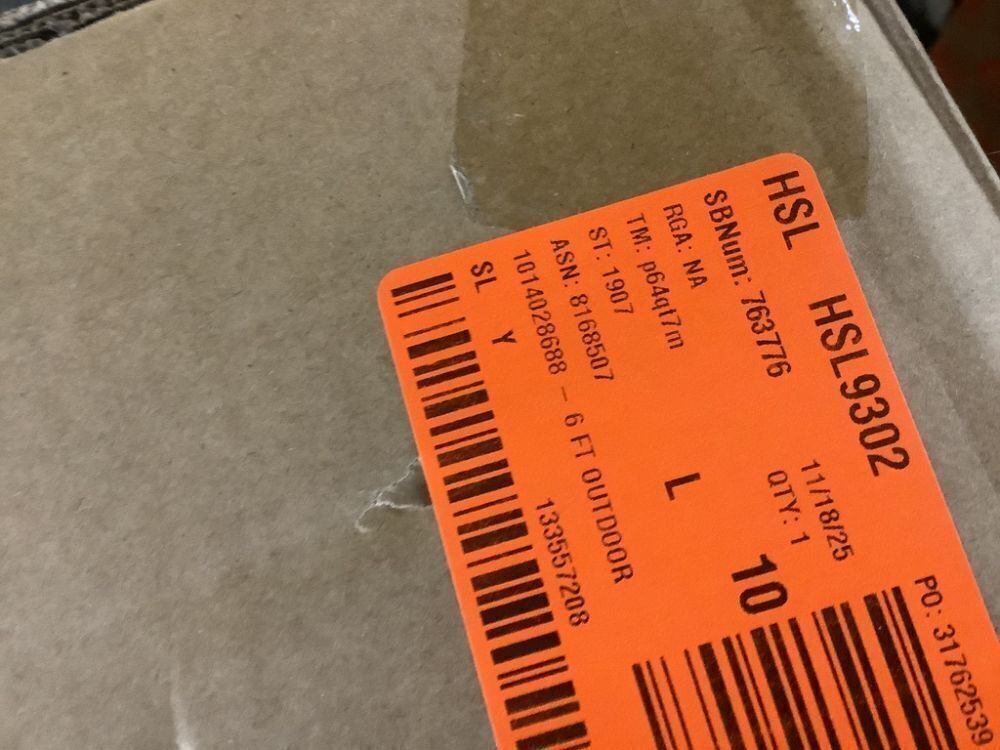 HSL HSL9302 PO: 31762539
SBNum: 763776 11/18/25
RGA: NA QTY: 1
TM: p64qt7m 10
ST: 1907 L
ASN: 8168507
1014028688 - 6 FT OUTDOOR
SL Y 133557208